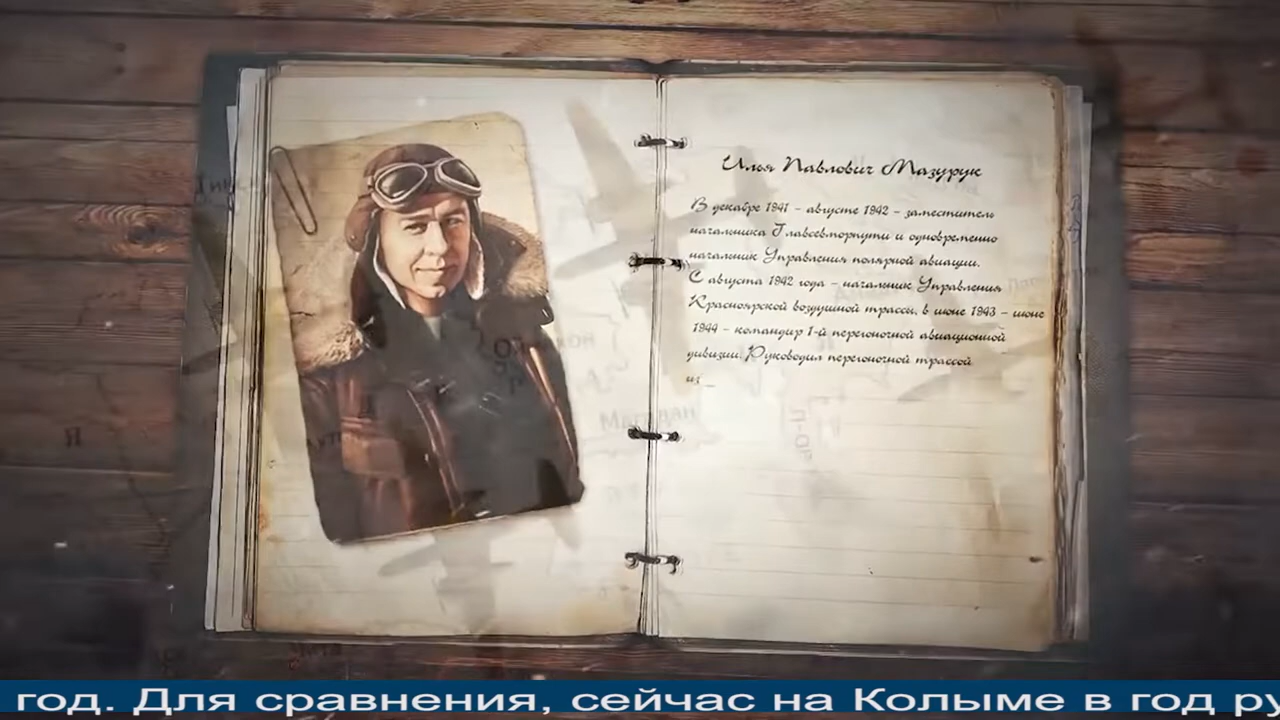 Илья Павлович Мазурук
В декабре 1941 - августе 1942 - заместитель
начальника Главсевморпути и одновременно
начальник Управления полярной авиации.
С августа 1942 года - начальник Управления
Красноярской воздушной трассы, в июне 1943 - июне
1944 - командир 1-й перегоночной авиационной
дивизии. Руководил перегоночной трассой
из _
Магадан
Я
год. Для сравнения, сейчас на Колыме в год ру